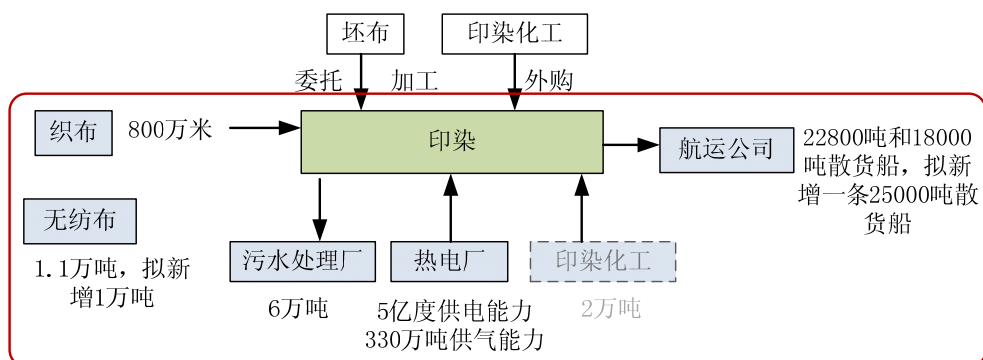 坯布
印染化工
委托
加工
外购
织布
800万米
印染
航运公司
22800吨和18000
吨散货船，拟新
增一条25000吨散
货船
无纺布
1.1万吨，拟新
增1万吨
污水处理厂
热电厂
印染化工
6万吨
5亿度供电能力
330万吨供气能力
2万吨